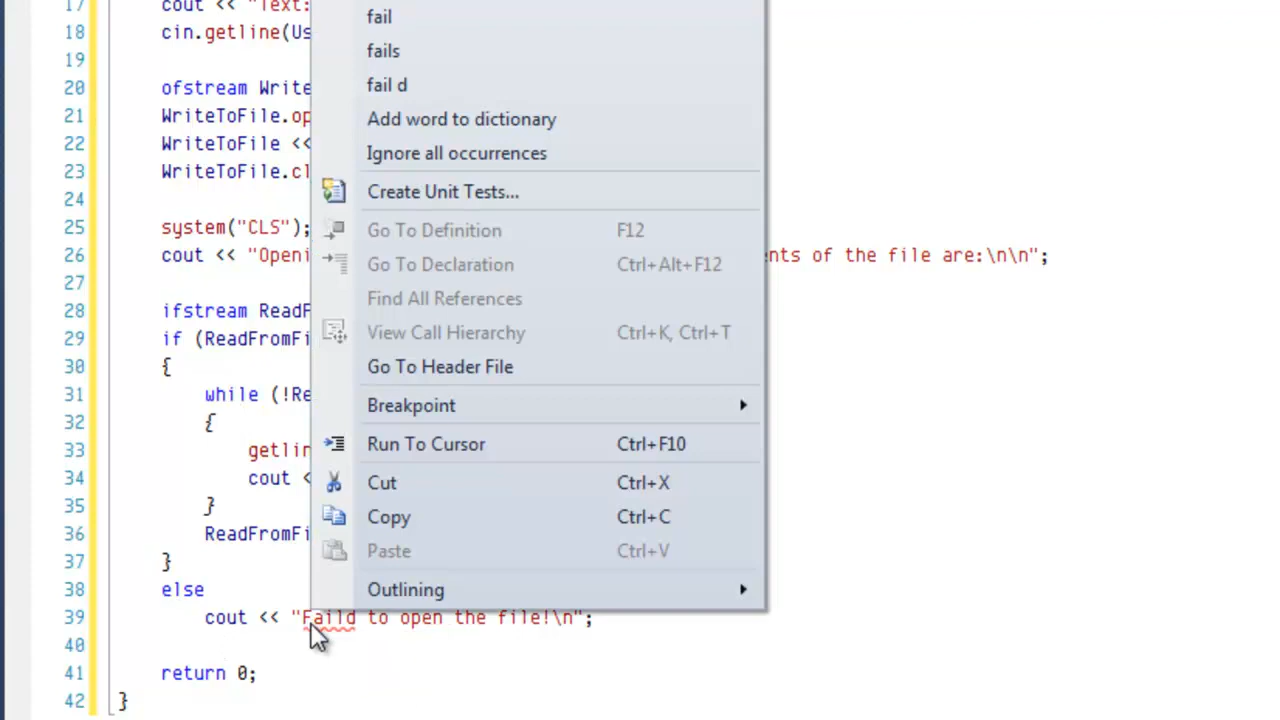 17 cout << "Text:
18 cin.getline(Us
19
20 ofstream Write
21 WriteToFile.op
22 WriteToFile <<
23 WriteToFile.cl
24
25 system("CLS");
26 cout << "Openi nts of the file are:\n\n";
27
28 ifstream ReadF
29 if (ReadFromFi
30 {
31 while (!Re
32 {
33 getlin
34 cout <
35 }
36 ReadFromFi
37 }
38 else
39 cout << "Faild to open the file!\n";
40
41 return 0;
42 }
fail
fails
fail d
Add word to dictionary
Ignore all occurrences
Create Unit Tests...
Go To Definition F12
Go To Declaration Ctrl+Alt+F12
Find All References
View Call Hierarchy Ctrl+K, Ctrl+T
Go To Header File
Breakpoint
Run To Cursor Ctrl+F10
Cut Ctrl+X
Copy Ctrl+C
Paste Ctrl+V
Outlining